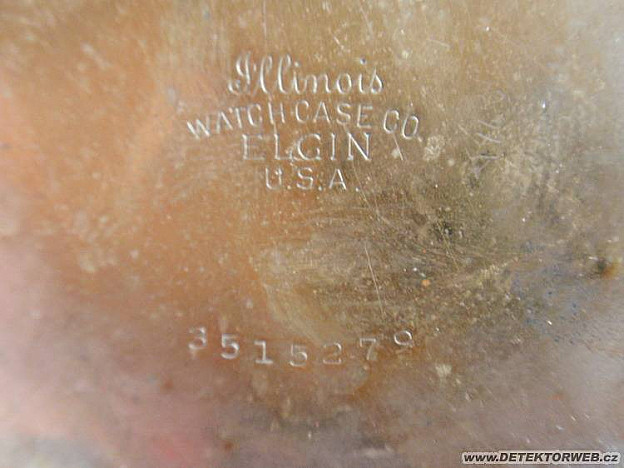 Illinois
WATCH·CASE CO.
ELGIN
U.S.A.
3515279
www.DETEKTORWEB.cz